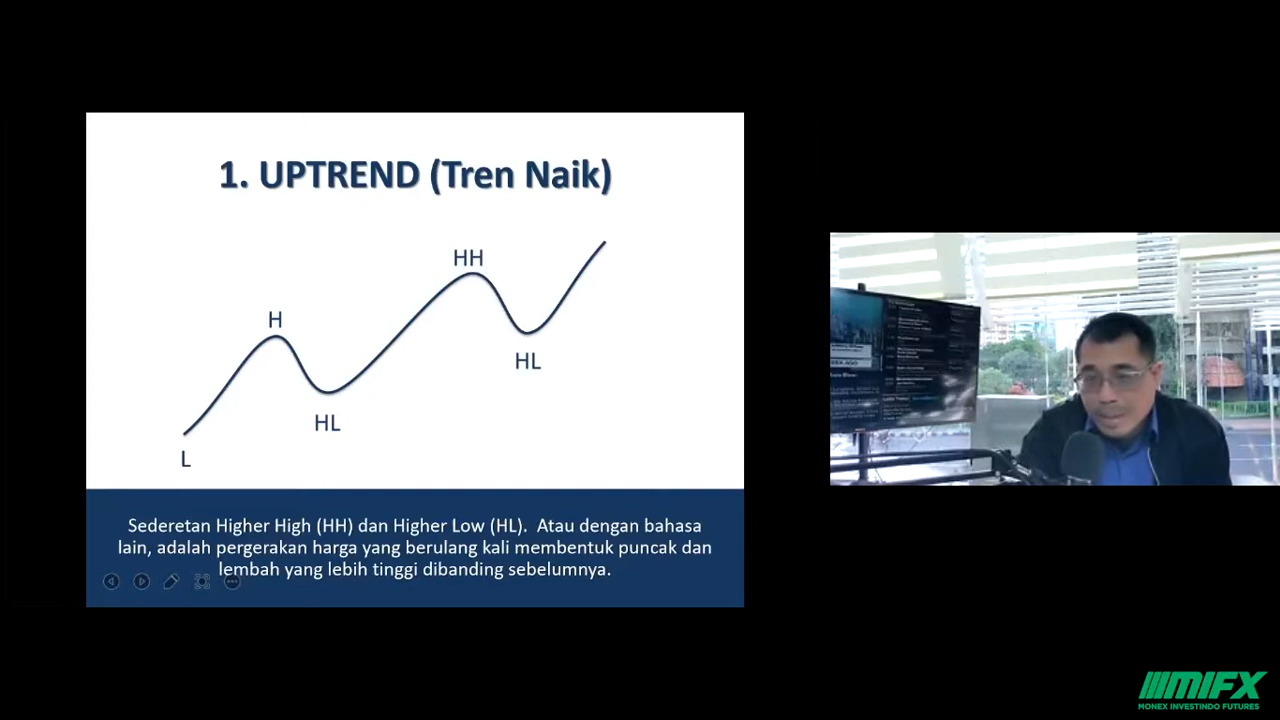 1. UPTREND (Tren Naik)
HH
H
HL
HL
L
Sederetan Higher High (HH) dan Higher Low (HL). Atau dengan bahasa
lain, adalah pergerakan harga yang berulang kali membentuk puncak dan
lembah yang lebih tinggi dibanding sebelumnya.
MIFX
MONEX INVESTINDO FUTURES